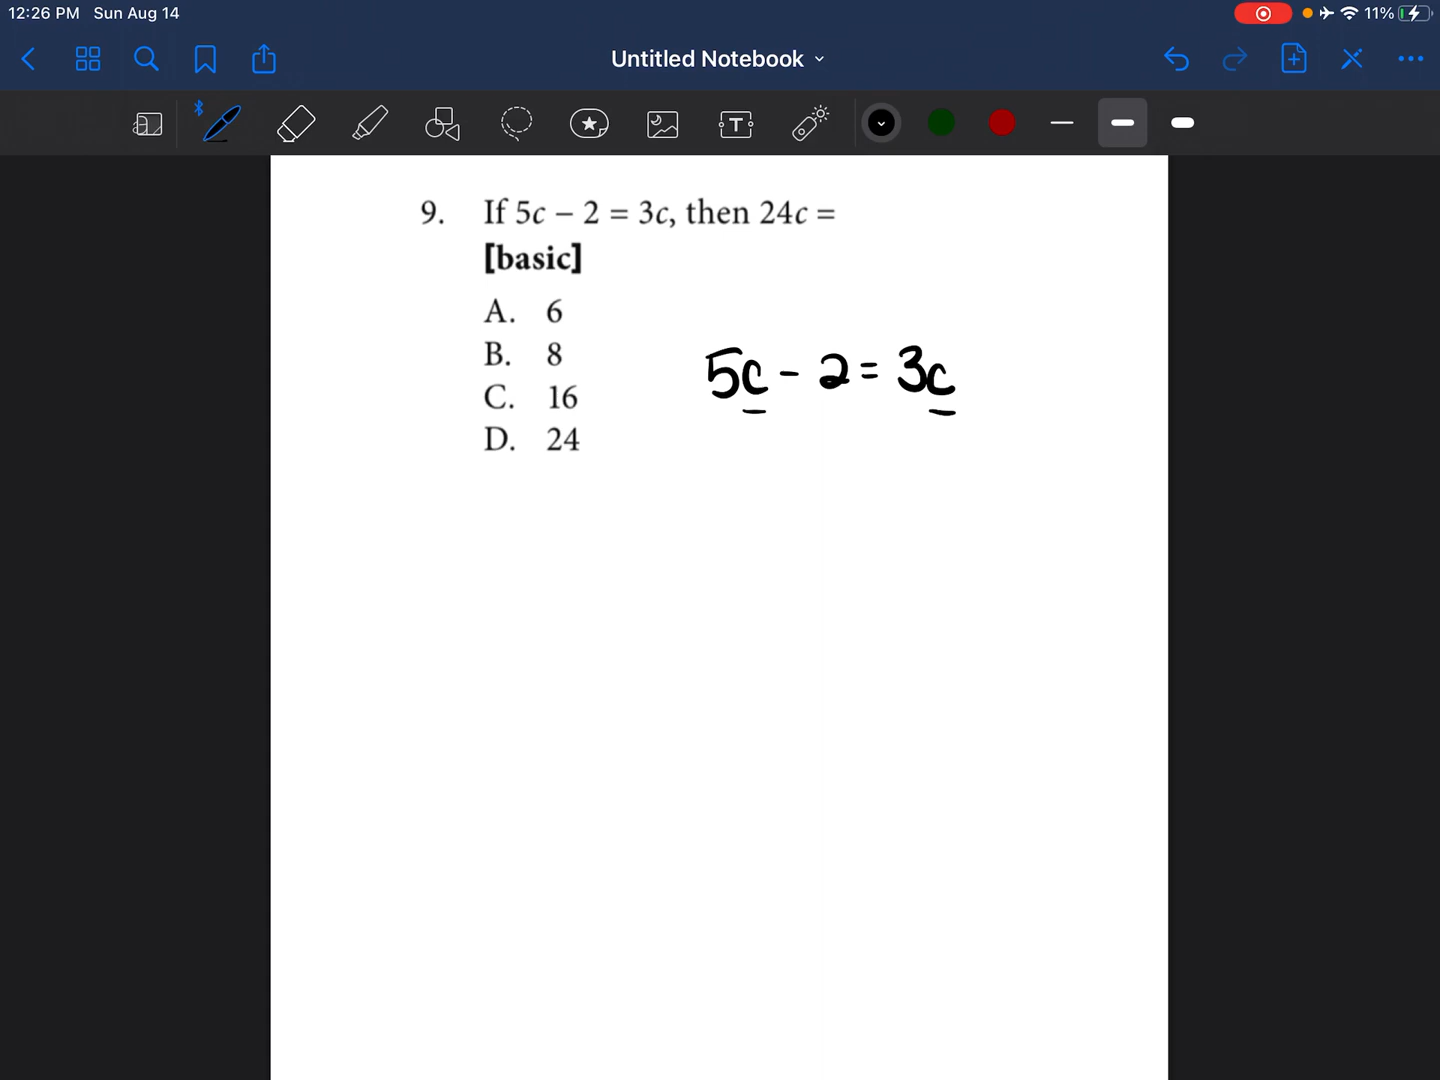 12:26 PM Sun Aug 14 11%
Untitled Notebook
T
9. If 5c – 2 = 3c, then 24c =
[basic]
A. 6
B. 8
C. 16
D. 24
5c - 2 = 3c